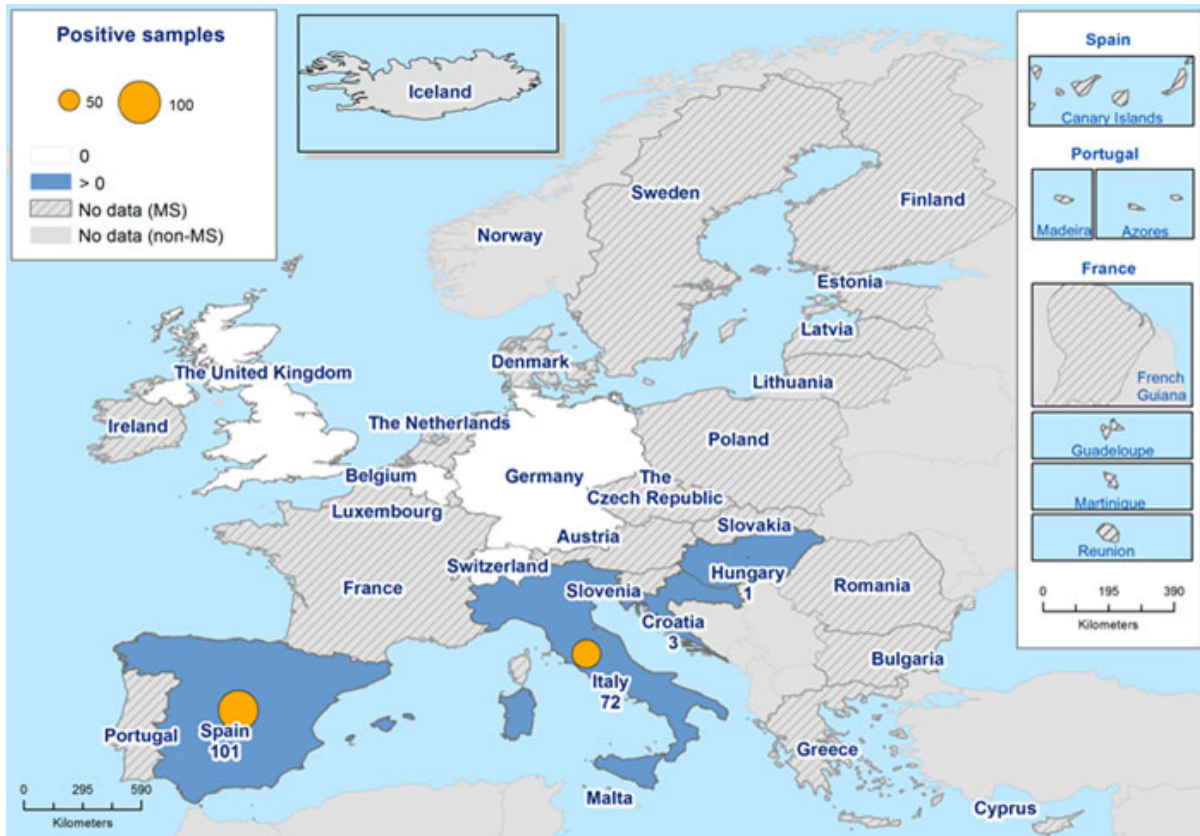 Positive samples
50
100
0
> 0
No data (MS)
No data (non-MS)
Iceland
Spain
Canary Islands
Portugal
Madeira
Azores
France
French
Guiana
Guadeloupe
Martinique
Reunion
0 195 390
Kilometers
Sweden
Finland
Norway
Estonia
Latvia
Denmark
Lithuania
The United Kingdom
Ireland
The Netherlands
Poland
Belgium
Germany
The
Czech Republic
Luxembourg
Slovakia
Austria
Switzerland
Hungary
1
France
Slovenia
Romania
Croatia
3
Bulgaria
Italy
72
Spain
101
Portugal
Greece
Malta
Cyprus
0 295 590
Kilometers